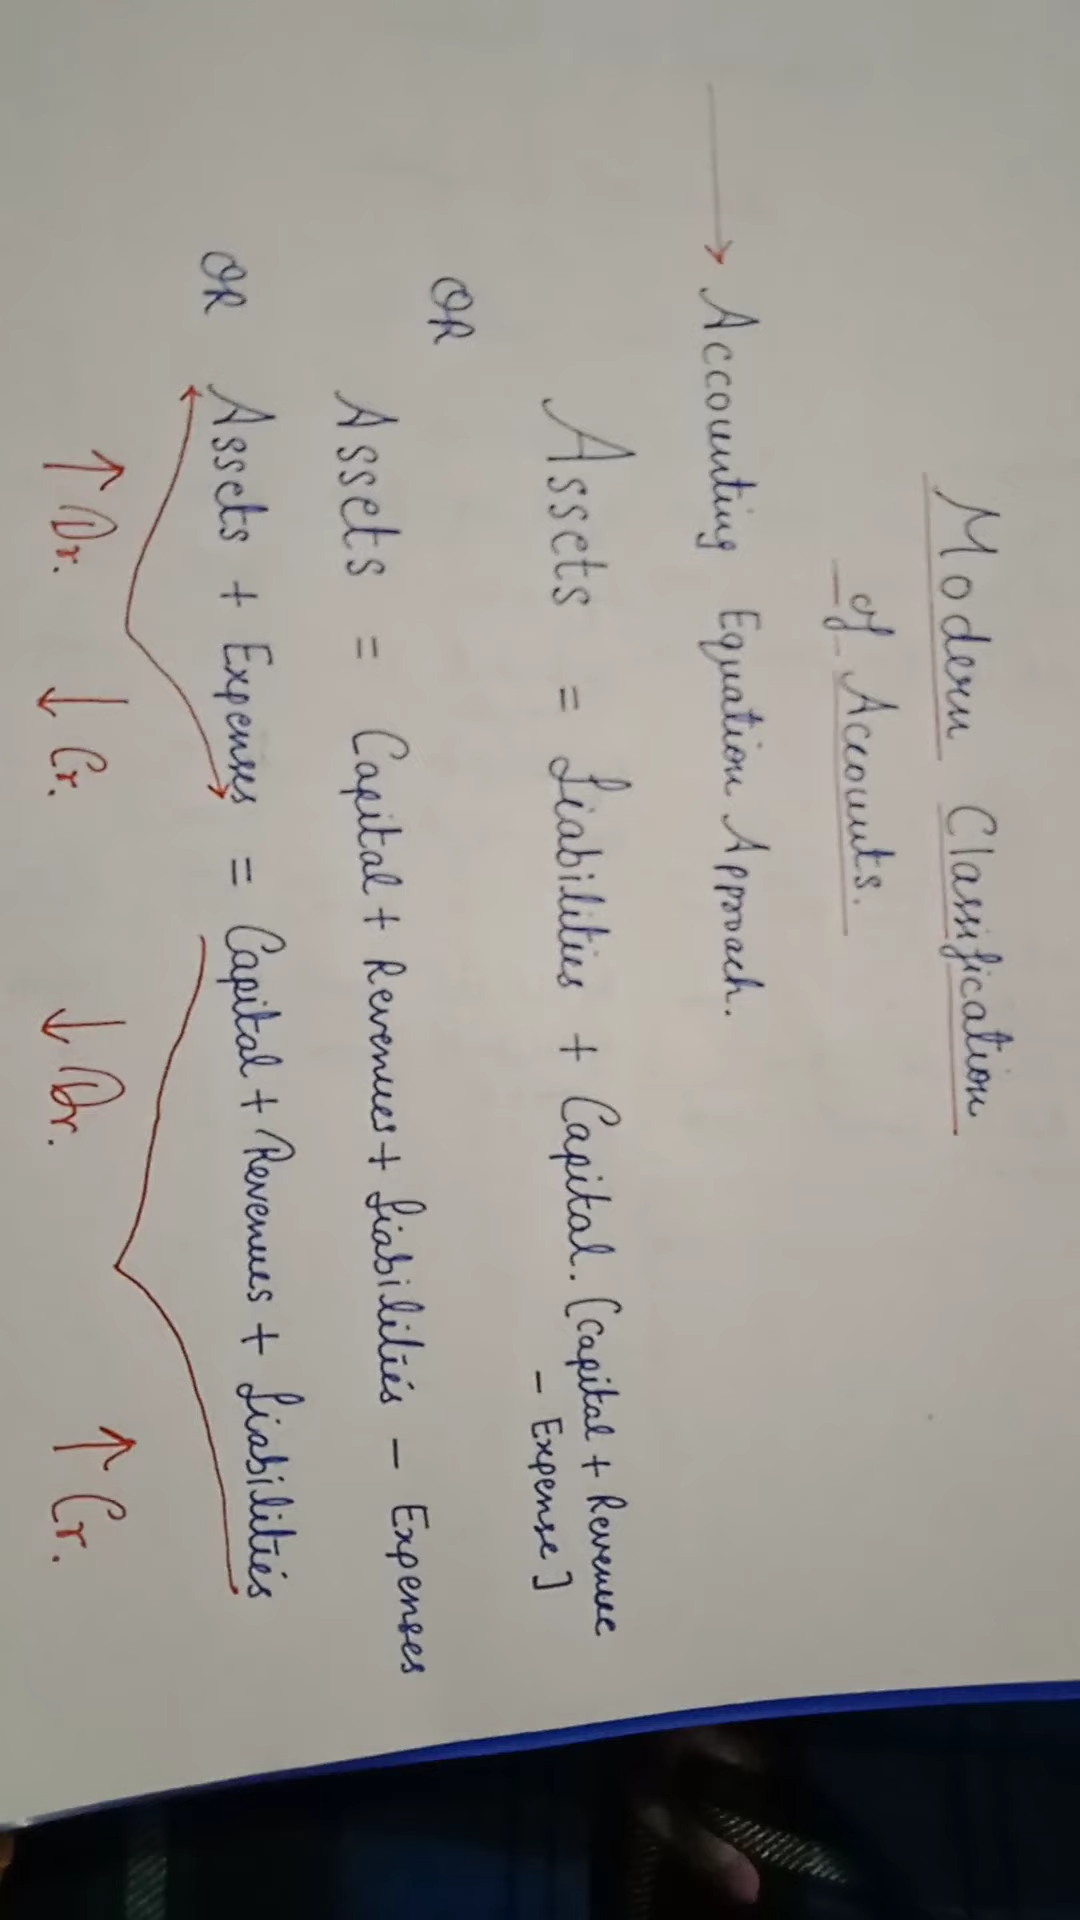 Modern Classification
of Accounts.
→ Accounting Equation Approach.
Assets = Liabilities + Capital. [Capital + Revenue
- Expense]
OR
Assets = Capital + Revenues + Liabilities - Expenses
OR Assets + Expenses = Capital + Revenues + Liabilities
↑ Dr. ↓ Cr. ↓ Dr. ↑ Cr.